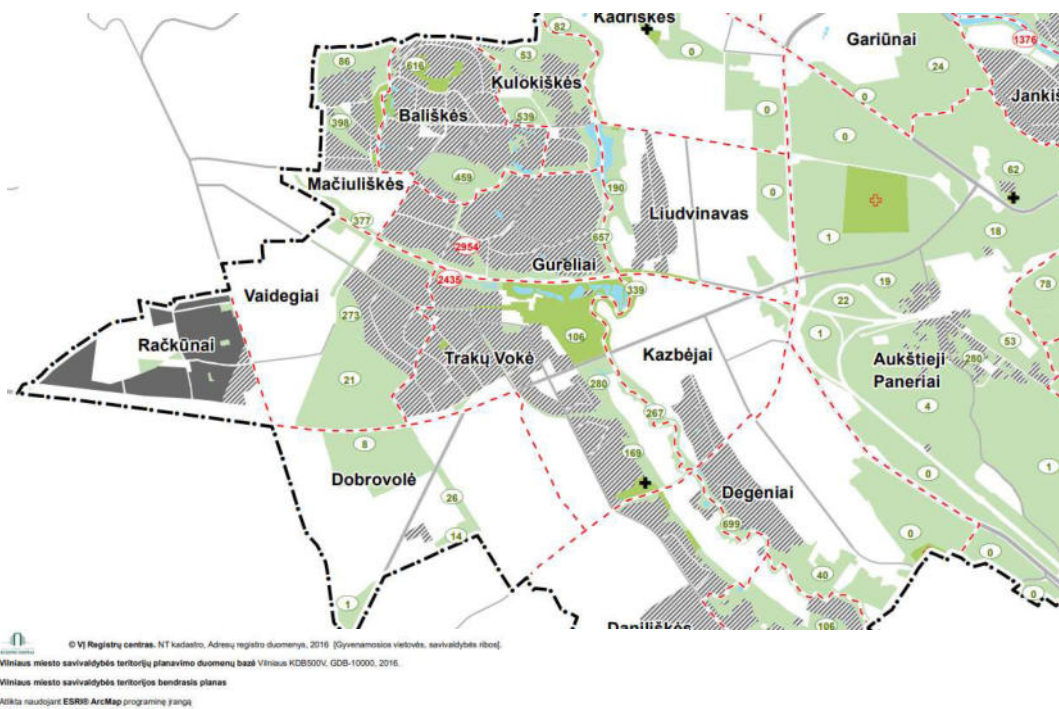 Kadriškės
82
0
Gariūnai
1376
86
616
53
Kulokiškės
24
Jankiš
0
0
0
398
Bališkės
539
62
459
190
0
Mačiuliškės
Liudvinavas
377
657
1
18
2954
Gureliai
2435
339
19
78
Vaidegiai
22
273
106
1
Račkūnai
Trakų Vokė
Kazbėjai
53
280
Aukštieji
Paneriai
21
280
4
267
8
169
Dobrovolė
0
1
Degėniai
26
699
14
0
0
40
0
1
106
Daniliškės
© VĮ Registrų centras. NT kadastro, Adresų registro duomenys, 2016 [Gyvenamosios vietovės, savivaldybės ribos].
Vilniaus miesto savivaldybės teritorijų planavimo duomenų bazė Vilniaus KDB500V, GDB-10000, 2016.
Vilniaus miesto savivaldybės teritorijos bendrasis planas
Atlikta naudojant ESRI® ArcMap programinę įrangą